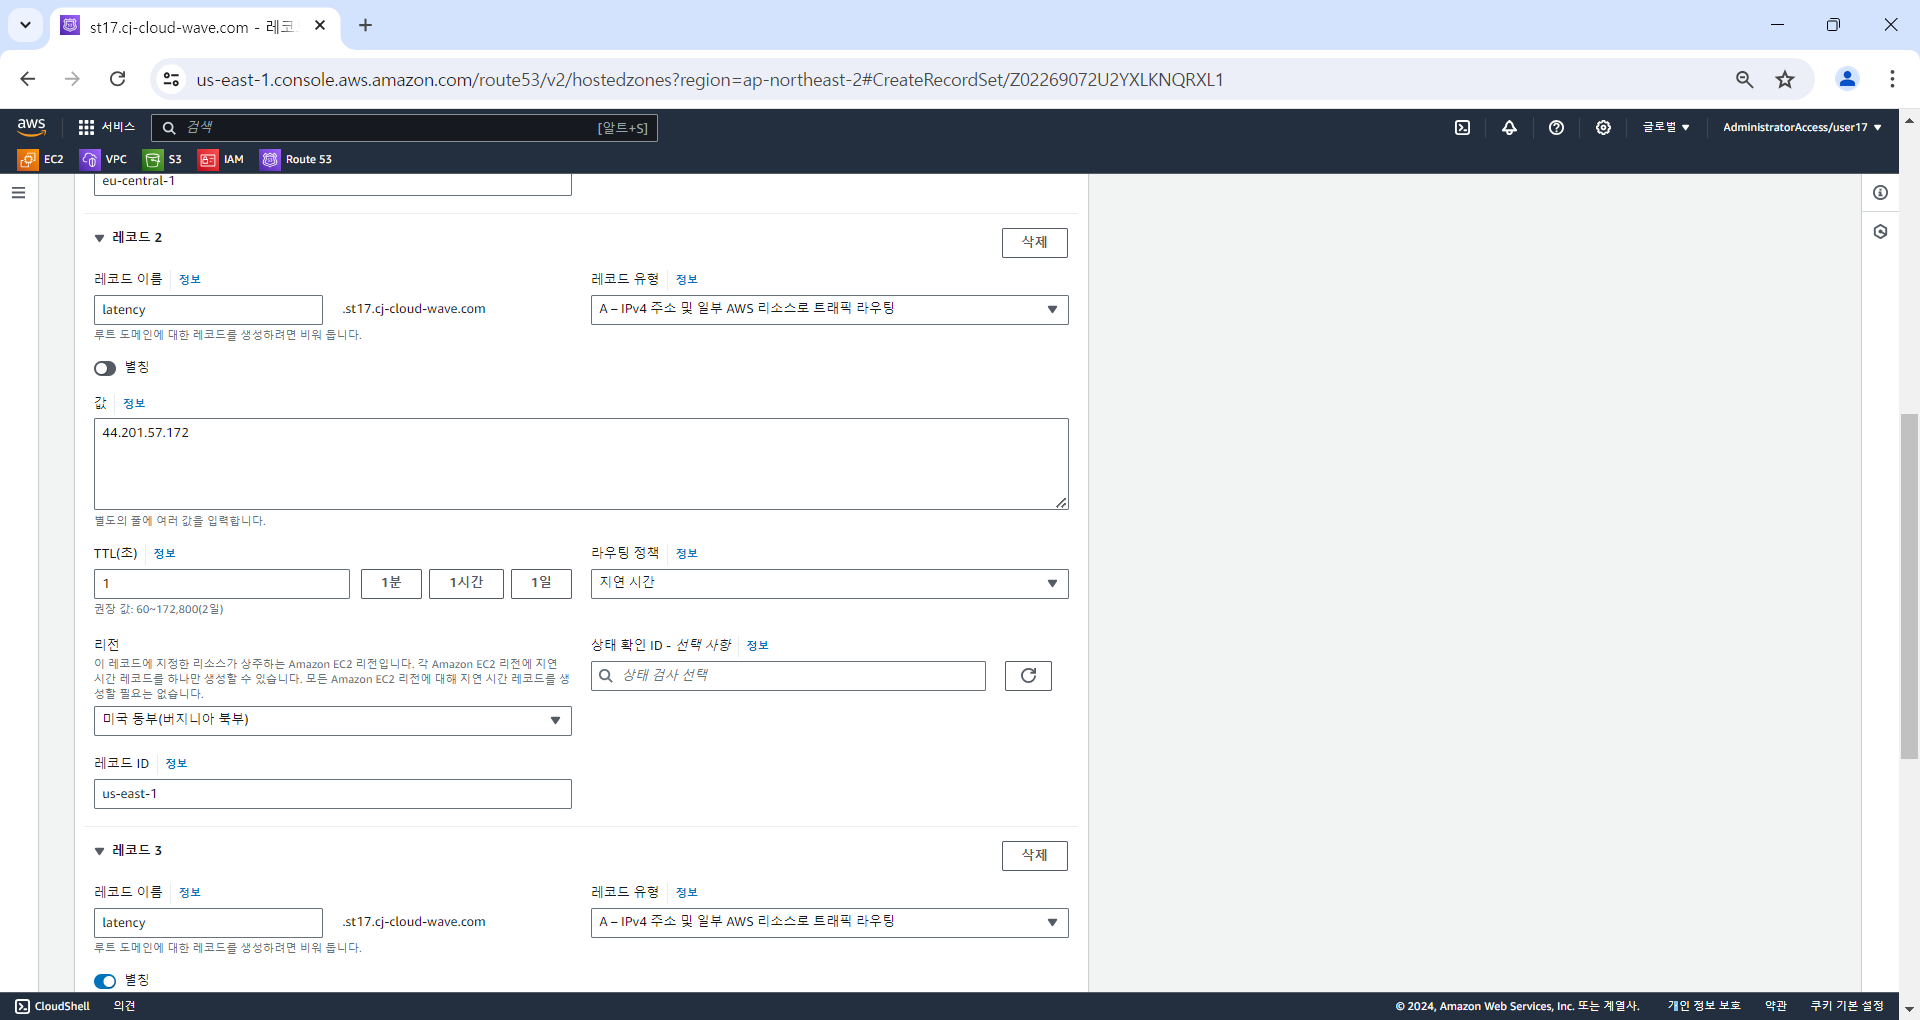 st17.cj-cloud-wave.com - 레코
us-east-1.console.aws.amazon.com/route53/v2/hostedzones?region=ap-northeast-2#CreateRecordSet/Z02269072U2YXLKNQRXL1
aws 서비스 검색 [알트+S] 글로벌 AdministratorAccess/user17
EC2 VPC S3 IAM Route 53
eu-central-1
레코드 2 삭제
레코드 이름 정보 레코드 유형 정보
latency .st17.cj-cloud-wave.com A – IPv4 주소 및 일부 AWS 리소스로 트래픽 라우팅
루트 도메인에 대한 레코드를 생성하려면 비워 둡니다.
별칭
값 정보
44.201.57.172
별도의 줄에 여러 값을 입력합니다.
TTL(초) 정보 라우팅 정책 정보
1 1분 1시간 1일 지연 시간
권장 값: 60~172,800(2일)
리전 상태 확인 ID - 선택 사항 정보
이 레코드에 지정한 리소스가 상주하는 Amazon EC2 리전입니다. 각 Amazon EC2 리전에 지연
시간 레코드를 하나만 생성할 수 있습니다. 모든 Amazon EC2 리전에 대해 지연 시간 레코드를 생
성할 필요는 없습니다.
상태 검사 선택
미국 동부(버지니아 북부)
레코드 ID 정보
us-east-1
레코드 3 삭제
레코드 이름 정보 레코드 유형 정보
latency .st17.cj-cloud-wave.com A – IPv4 주소 및 일부 AWS 리소스로 트래픽 라우팅
루트 도메인에 대한 레코드를 생성하려면 비워 둡니다.
별칭
CloudShell 의견 © 2024, Amazon Web Services, Inc. 또는 계열사. 개인 정보 보호 약관 쿠키 기본 설정